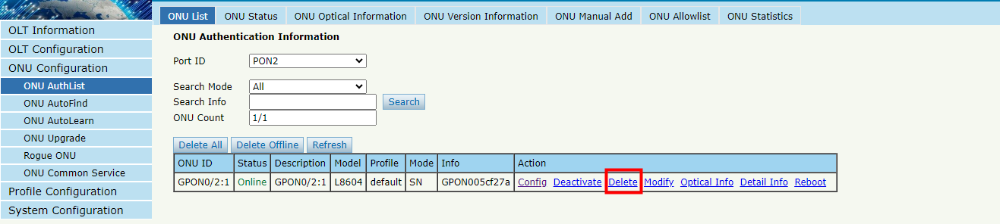 ONU List ONU Status ONU Optical Information ONU Version Information ONU Manual Add ONU Allowlist ONU Statistics
OLT Information
OLT Configuration
ONU Configuration
ONU AuthList
ONU AutoFind
ONU AutoLearn
ONU Upgrade
Rogue ONU
ONU Common Service
Profile Configuration
System Configuration
ONU Authentication Information
Port ID PON2
Search Mode All
Search Info Search
ONU Count 1/1
Delete All Delete Offline Refresh
ONU ID Status Description Model Profile Mode Info Action
GPON0/2:1 Online GPON0/2:1 L8604 default SN GPON005cf27a Config Deactivate Delete Modify Optical Info Detail Info Reboot